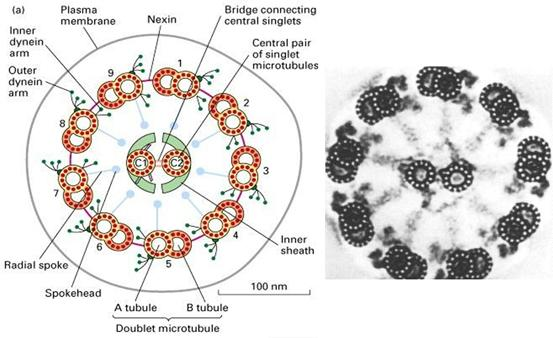 (a)
Plasma
membrane
Nexin
Bridge connecting
central singlets
Inner
dynein
arm
Central pair
of singlet
microtubules
Outer
dynein
arm
1
2
3
4
5
6
7
8
9
C1
C2
Radial spoke
Spokehead
Inner
sheath
A tubule
B tubule
Doublet microtubule
100 nm